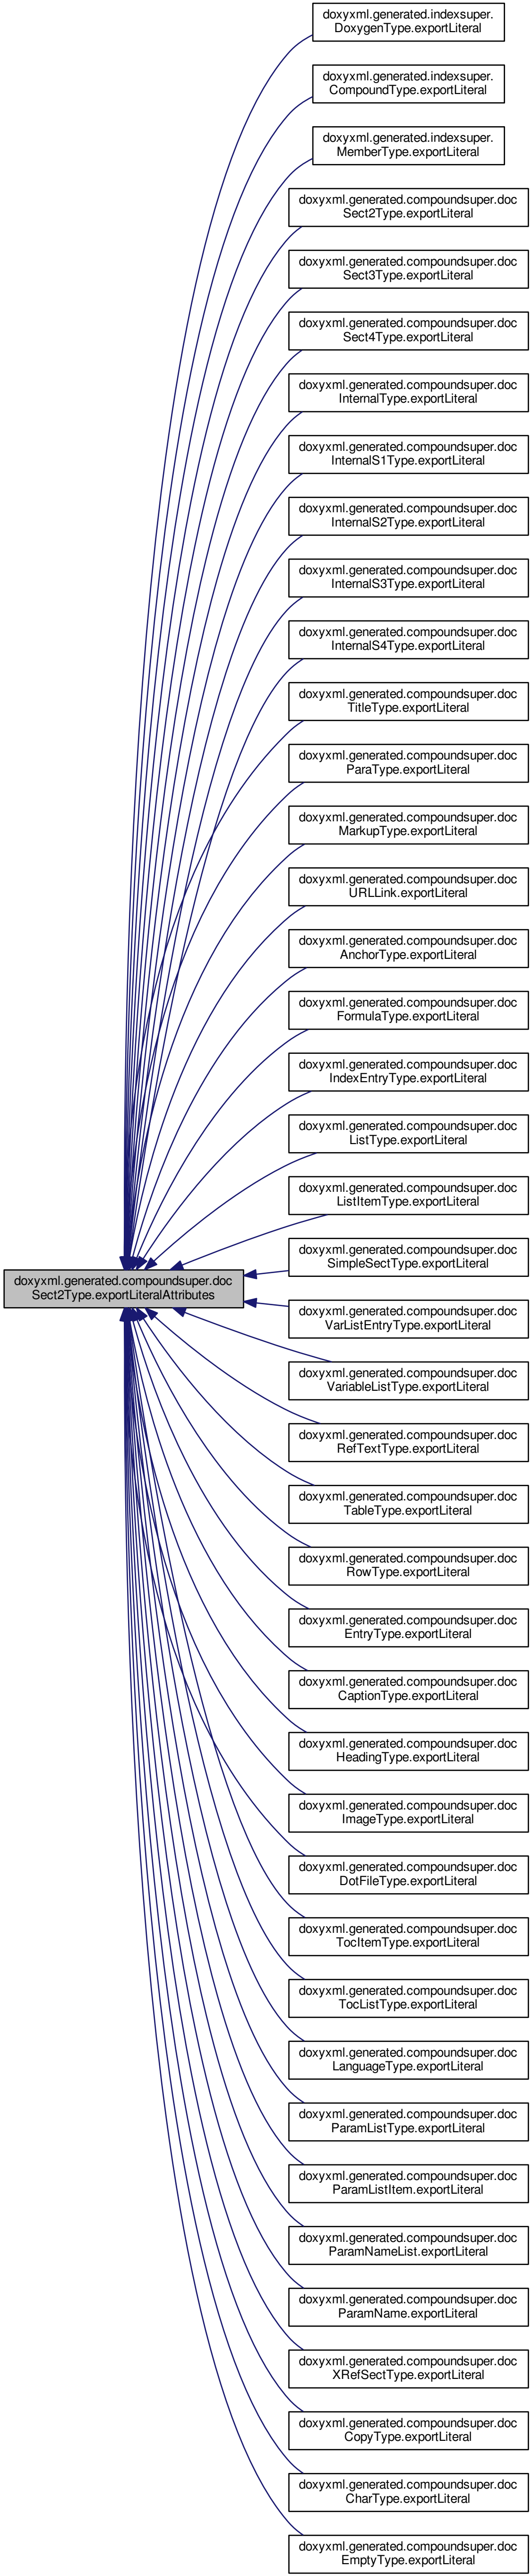 doxyxml.generated.indexsuper.
DoxygenType.exportLiteral
doxyxml.generated.indexsuper.
CompoundType.exportLiteral
doxyxml.generated.indexsuper.
MemberType.exportLiteral
doxyxml.generated.compoundsuper.doc
Sect2Type.exportLiteral
doxyxml.generated.compoundsuper.doc
Sect3Type.exportLiteral
doxyxml.generated.compoundsuper.doc
Sect4Type.exportLiteral
doxyxml.generated.compoundsuper.doc
InternalType.exportLiteral
doxyxml.generated.compoundsuper.doc
InternalS1Type.exportLiteral
doxyxml.generated.compoundsuper.doc
InternalS2Type.exportLiteral
doxyxml.generated.compoundsuper.doc
InternalS3Type.exportLiteral
doxyxml.generated.compoundsuper.doc
InternalS4Type.exportLiteral
doxyxml.generated.compoundsuper.doc
TitleType.exportLiteral
doxyxml.generated.compoundsuper.doc
ParaType.exportLiteral
doxyxml.generated.compoundsuper.doc
MarkupType.exportLiteral
doxyxml.generated.compoundsuper.doc
URLLink.exportLiteral
doxyxml.generated.compoundsuper.doc
AnchorType.exportLiteral
doxyxml.generated.compoundsuper.doc
FormulaType.exportLiteral
doxyxml.generated.compoundsuper.doc
IndexEntryType.exportLiteral
doxyxml.generated.compoundsuper.doc
ListType.exportLiteral
doxyxml.generated.compoundsuper.doc
ListItemType.exportLiteral
doxyxml.generated.compoundsuper.doc
SimpleSectType.exportLiteral
doxyxml.generated.compoundsuper.doc
Sect2Type.exportLiteralAttributes
doxyxml.generated.compoundsuper.doc
VarListEntryType.exportLiteral
doxyxml.generated.compoundsuper.doc
VariableListType.exportLiteral
doxyxml.generated.compoundsuper.doc
RefTextType.exportLiteral
doxyxml.generated.compoundsuper.doc
TableType.exportLiteral
doxyxml.generated.compoundsuper.doc
RowType.exportLiteral
doxyxml.generated.compoundsuper.doc
EntryType.exportLiteral
doxyxml.generated.compoundsuper.doc
CaptionType.exportLiteral
doxyxml.generated.compoundsuper.doc
HeadingType.exportLiteral
doxyxml.generated.compoundsuper.doc
ImageType.exportLiteral
doxyxml.generated.compoundsuper.doc
DotFileType.exportLiteral
doxyxml.generated.compoundsuper.doc
TocItemType.exportLiteral
doxyxml.generated.compoundsuper.doc
TocListType.exportLiteral
doxyxml.generated.compoundsuper.doc
LanguageType.exportLiteral
doxyxml.generated.compoundsuper.doc
ParamListType.exportLiteral
doxyxml.generated.compoundsuper.doc
ParamListItem.exportLiteral
doxyxml.generated.compoundsuper.doc
ParamNameList.exportLiteral
doxyxml.generated.compoundsuper.doc
ParamName.exportLiteral
doxyxml.generated.compoundsuper.doc
XRefSectType.exportLiteral
doxyxml.generated.compoundsuper.doc
CopyType.exportLiteral
doxyxml.generated.compoundsuper.doc
CharType.exportLiteral
doxyxml.generated.compoundsuper.doc
EmptyType.exportLiteral